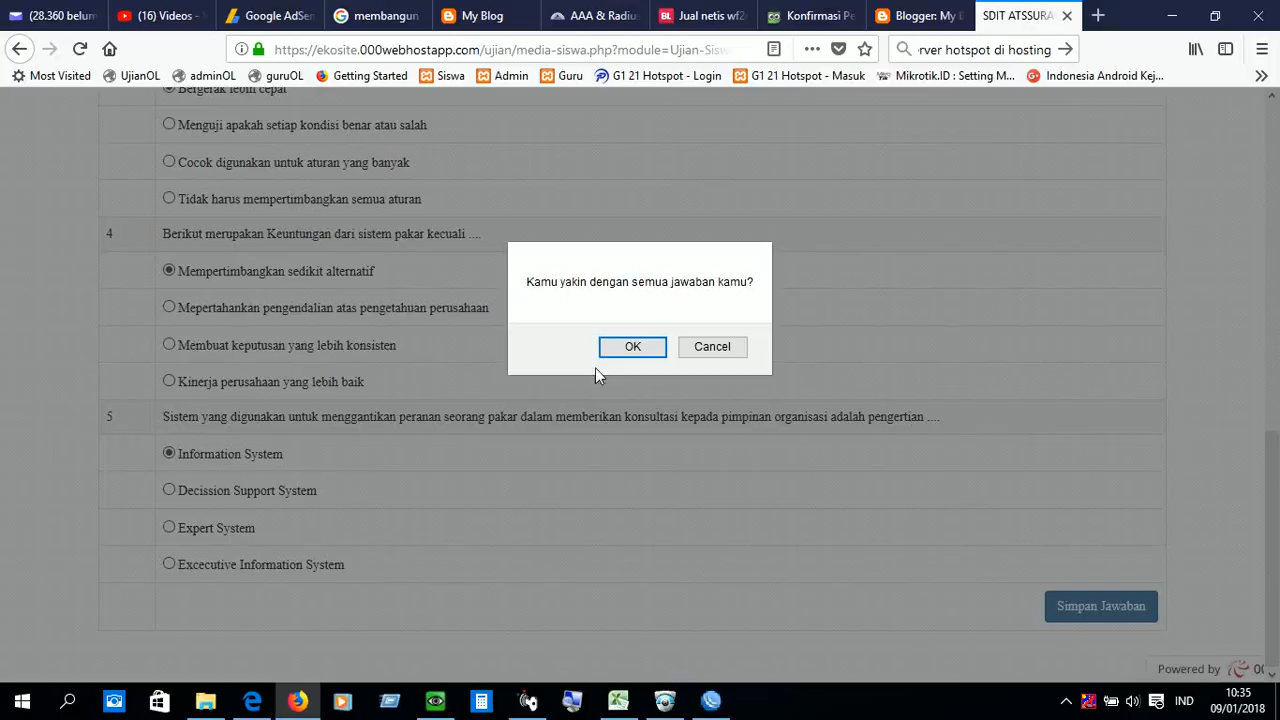 (28.360 belum
(16) Videos -
Google AdSen
membangun
My Blog
AAA & Radiu
Jual netis wf2
Konfirmasi Pe
Blogger: My B
SDIT ATSSURA
https://ekosite.000webhostapp.com/ujian/media-siswa.php?module=Ujian-Sisw
rver hotspot di hosting
Most Visited
UjianOL
adminOL
guruOL
Getting Started
Siswa
Admin
Guru
G1 21 Hotspot - Login
G1 21 Hotspot - Masuk
Mikrotik.ID : Setting M...
Indonesia Android Kej...
Bergerak lebih cepat
Menguji apakah setiap kondisi benar atau salah
Cocok digunakan untuk aturan yang banyak
Tidak harus mempertimbangkan semua aturan
4 Berikut merupakan Keuntungan dari sistem pakar kecuali ....
Mempertimbangkan sedikit alternatif
Mepertahankan pengendalian atas pengetahuan perusahaan
Membuat keputusan yang lebih konsisten
Kinerja perusahaan yang lebih baik
Kamu yakin dengan semua jawaban kamu?
OK Cancel
5 Sistem yang digunakan untuk menggantikan peranan seorang pakar dalam memberikan konsultasi kepada pimpinan organisasi adalah pengertian ....
Information System
Decission Support System
Expert System
Excecutive Information System
Simpan Jawaban
Powered by 00
IND
10:35
09/01/2018